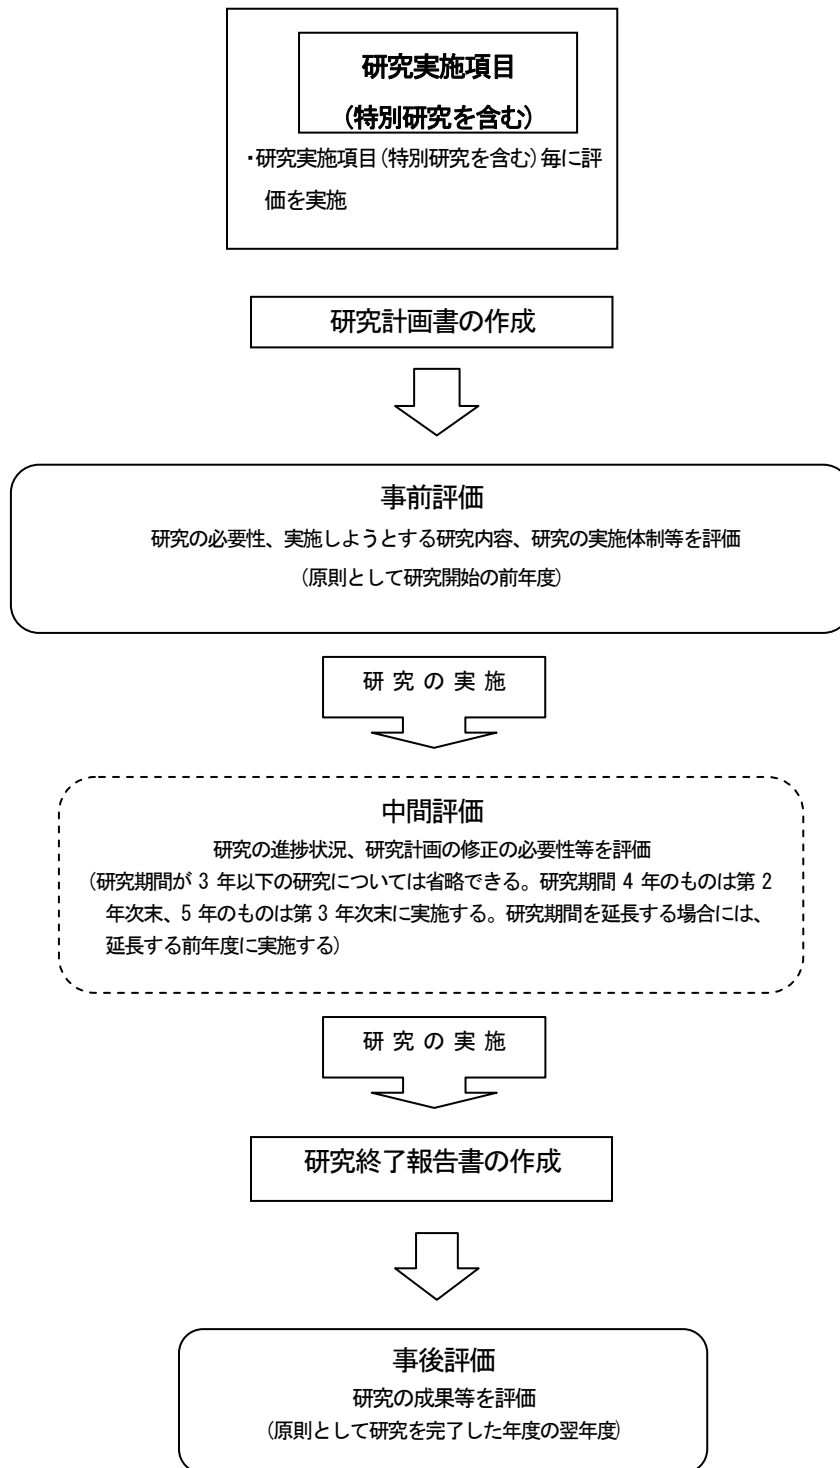 研究実施項目
(特別研究を含む)
・研究実施項目(特別研究を含む)毎に評
価を実施
研究計画書の作成
事前評価
研究の必要性、実施しようとする研究内容、研究の実施体制等を評価
(原則として研究開始の前年度)
研 究 の 実 施
中間評価
研究の進捗状況、研究計画の修正の必要性等を評価
(研究期間が 3 年以下の研究については省略できる。研究期間 4 年のものは第 2
年次末、5 年のものは第 3 年次末に実施する。研究期間を延長する場合には、
延長する前年度に実施する)
研 究 の 実 施
研究終了報告書の作成
事後評価
研究の成果等を評価
(原則として研究を完了した年度の翌年度)